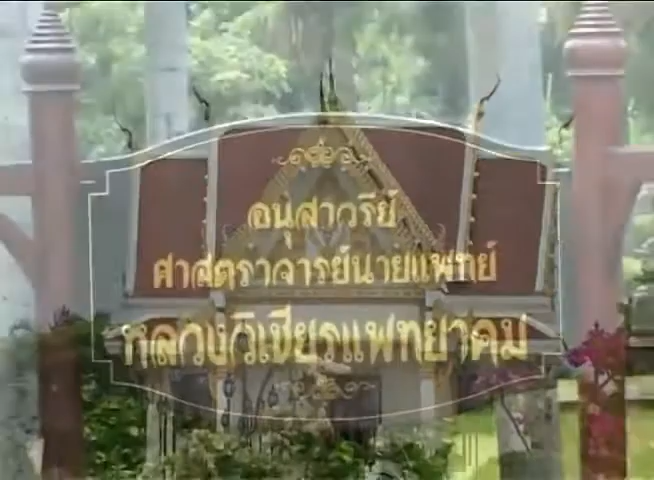 อนุสาวรีย์
ศาสตราจารย์นายแพทย์
หลวงวิเชียรแพทยาคม